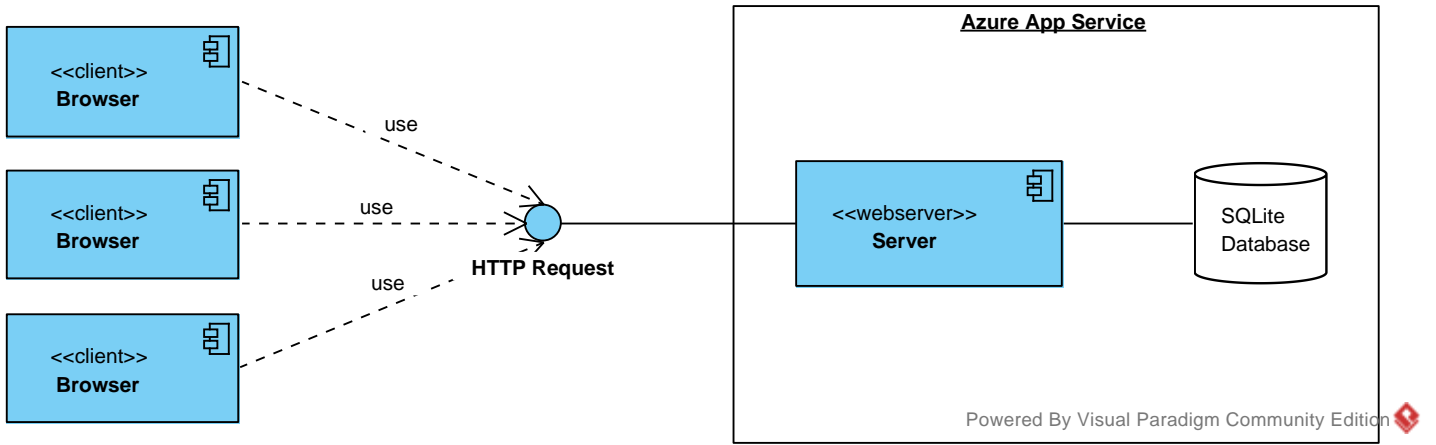 Azure App Service
<<client>>
Browser
use
<<client>>
Browser
use
HTTP Request
<<client>>
Browser
use
<<webserver>>
Server
SQLite
Database
Powered By Visual Paradigm Community Edition